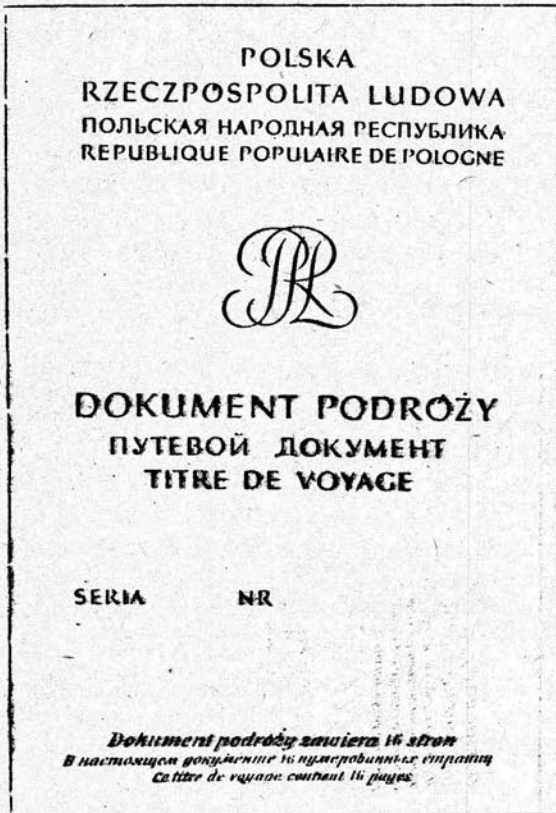 POLSKA
RZECZPOSPOLITA LUDOWA
ПОЛЬСКАЯ НАРОДНАЯ РЕСПУБЛИКА
REPUBLIQUE POPULAIRE DE POLOGNE
PRL
DOKUMENT PODRÓŻY
ПУТЕВОЙ ДОКУМЕНТ
TITRE DE VOYAGE
SERIA NR
Dokument podróży zawiera 16 stron
В настоящем документе 16 нумерованных страниц
Ce titre de voyage contient 16 pages